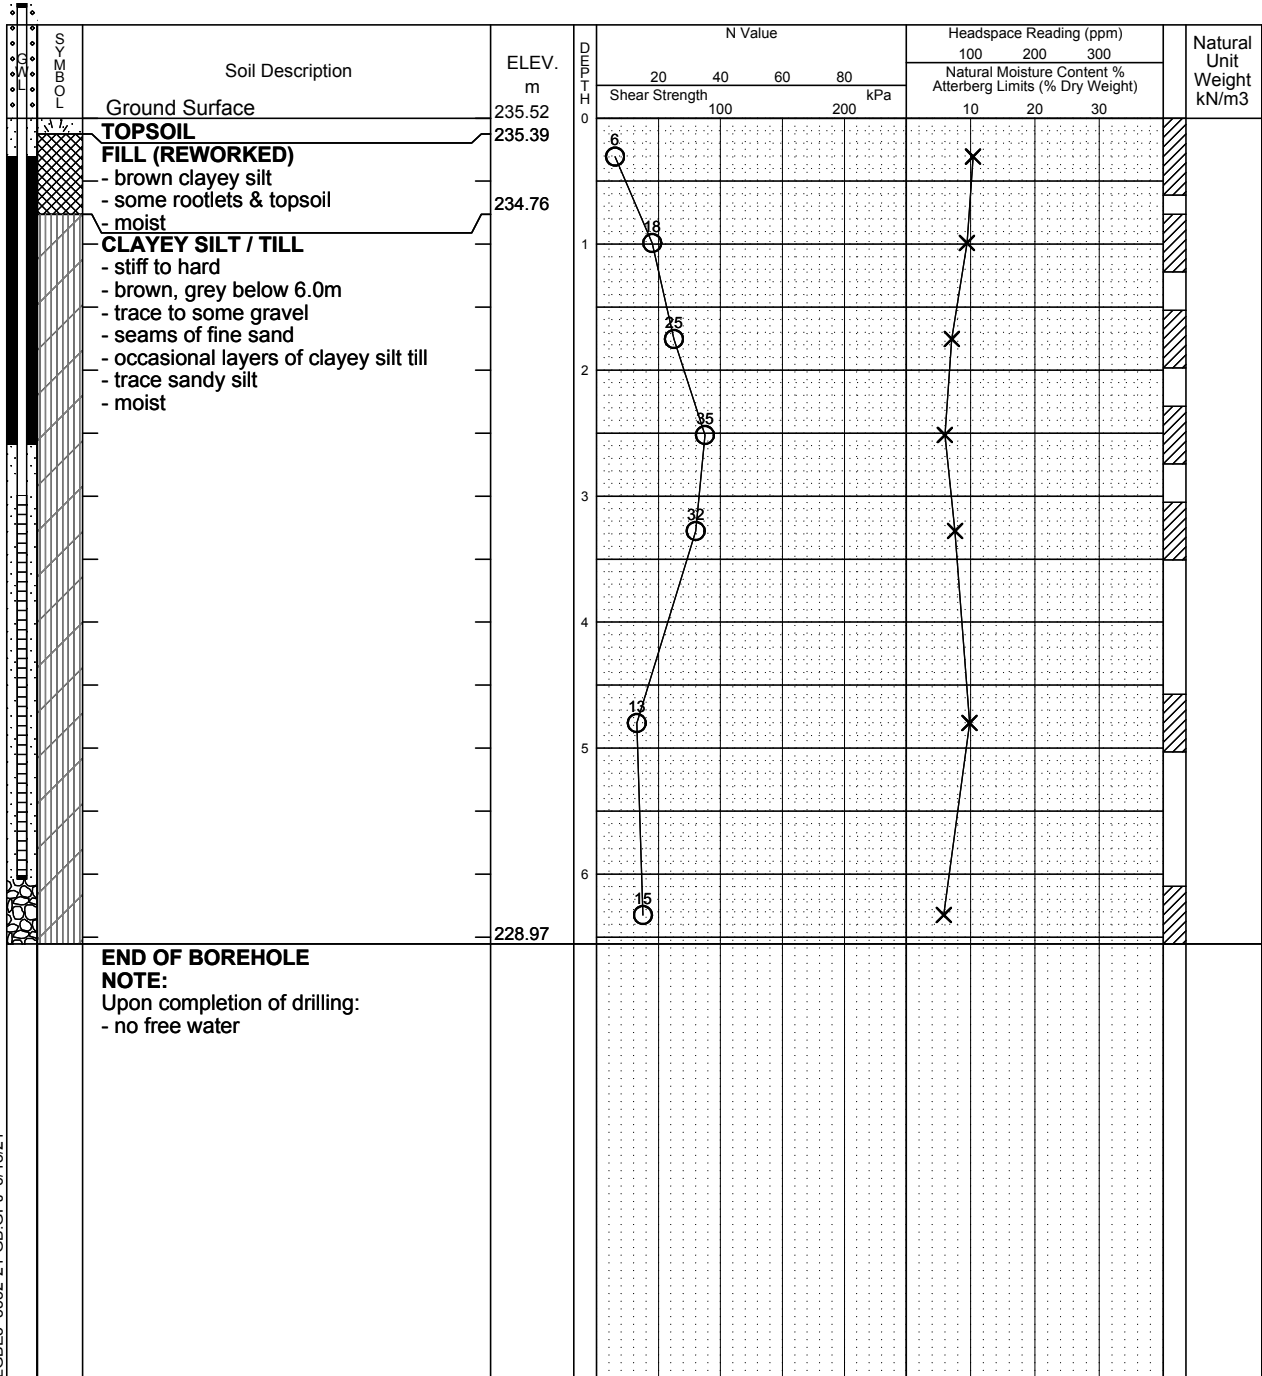 GWL
SYMBOL
Soil Description
ELEV.
m
DEPTH
N Value
20 40 60 80
Shear Strength kPa
100 200
Headspace Reading (ppm)
100 200 300
Natural Moisture Content %
Atterberg Limits (% Dry Weight)
10 20 30
Natural
Unit
Weight
kN/m3
Ground Surface 235.52 0
TOPSOIL 235.39
FILL (REWORKED)
- brown clayey silt
- some rootlets & topsoil 234.76
- moist
CLAYEY SILT / TILL
- stiff to hard
- brown, grey below 6.0m
- trace to some gravel
- seams of fine sand
- occasional layers of clayey silt till
- trace sandy silt
- moist
6
18
1
25
2
35
3
32
4
13
5
6
15
228.97
END OF BOREHOLE
NOTE:
Upon completion of drilling:
- no free water